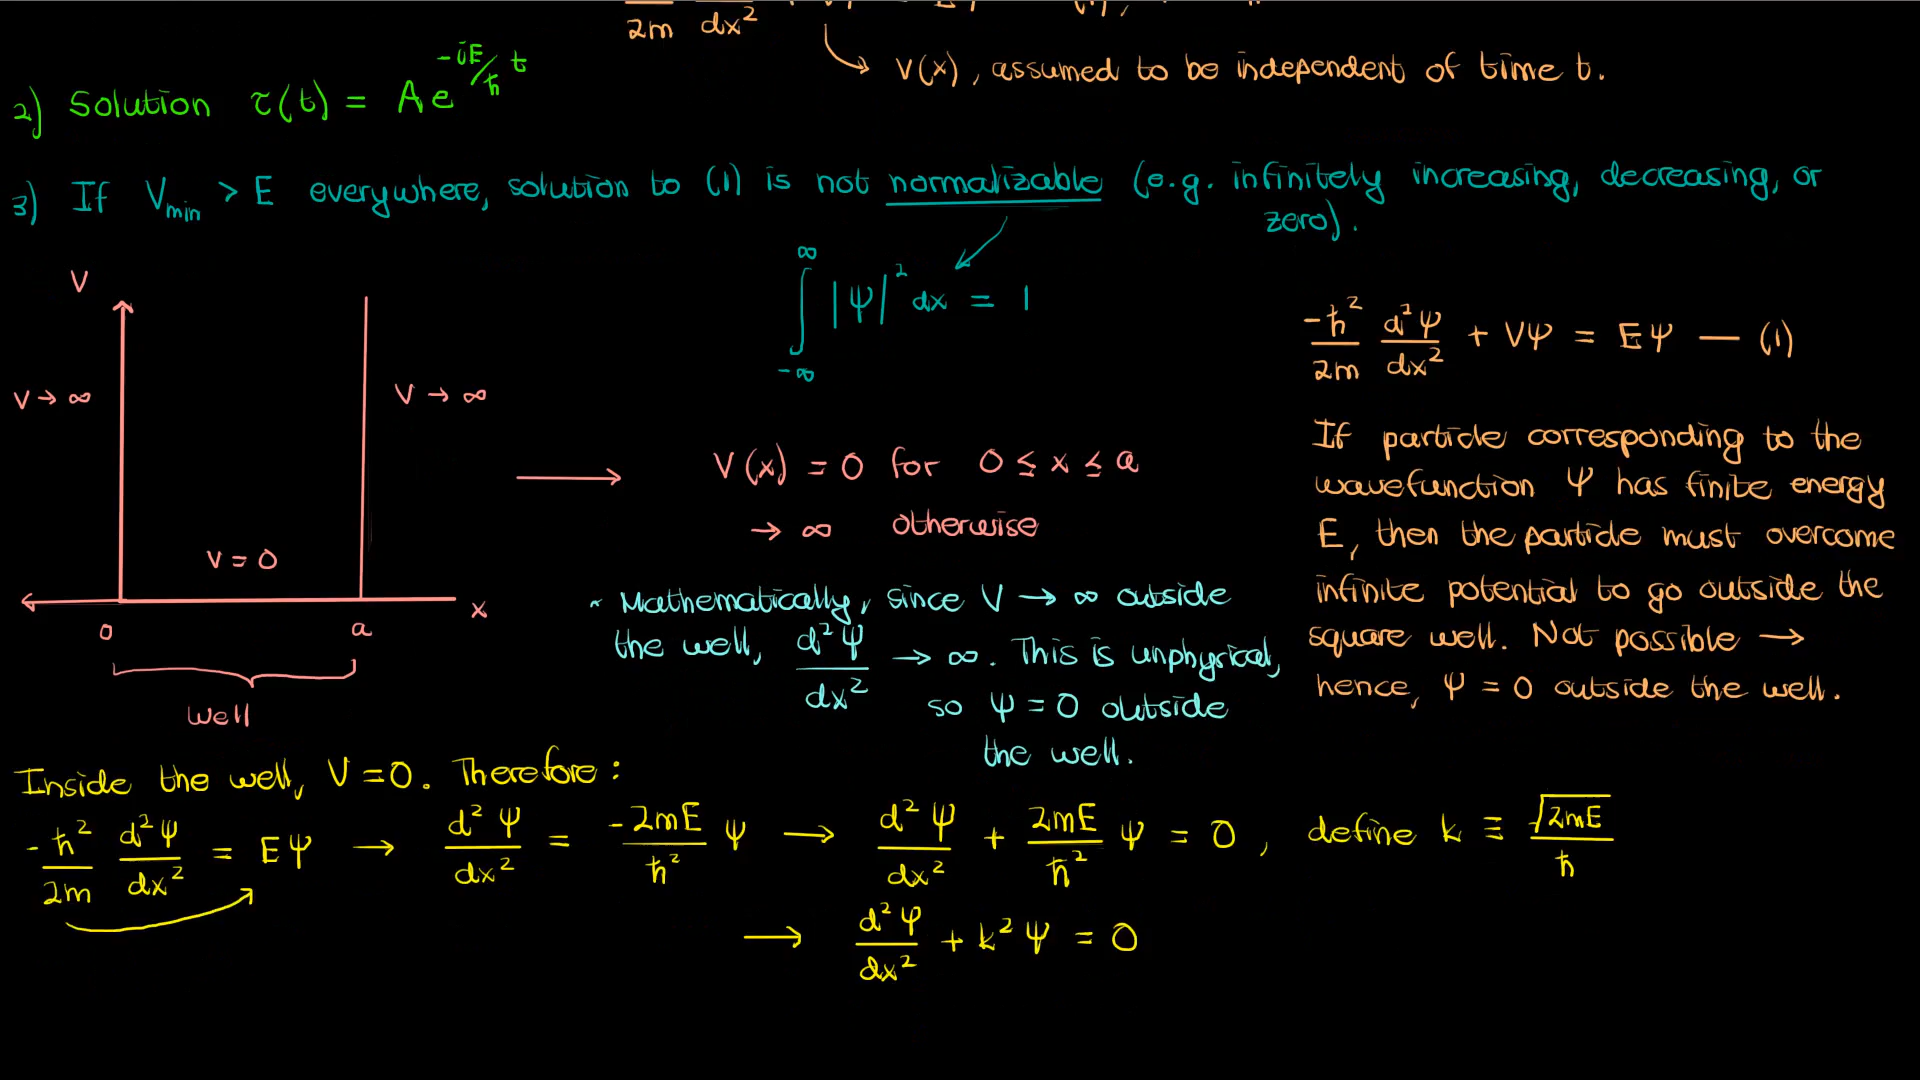 2m dx²
V(x), assumed to be independent of time t.
2) Solution τ(t) = A e^(-iE/ħ t)
3) If Vmin > E everywhere, solution to (1) is not normalizable (e.g. infinitely increasing, decreasing, or
zero).
∫_{-∞}^{∞} |Ψ|² dx = 1
V
V → ∞
V → ∞
V = 0
0
a
x
well
V(x) = 0 for 0 ≤ x ≤ a
→ ∞ otherwise
Mathematically, since V → ∞ outside
the well, d²Ψ/dx² → ∞. This is unphysical,
so Ψ = 0 outside
the well.
-ħ²/2m d²Ψ/dx² + VΨ = EΨ — (1)
If particle corresponding to the
wavefunction Ψ has finite energy
E, then the particle must overcome
infinite potential to go outside the
square well. Not possible →
hence, Ψ = 0 outside the well.
Inside the well, V = 0. Therefore:
-ħ²/2m d²Ψ/dx² = EΨ → d²Ψ/dx² = -2mE/ħ² Ψ → d²Ψ/dx² + 2mE/ħ² Ψ = 0, define k ≡ √2mE/ħ
→ d²Ψ/dx² + k²Ψ = 0